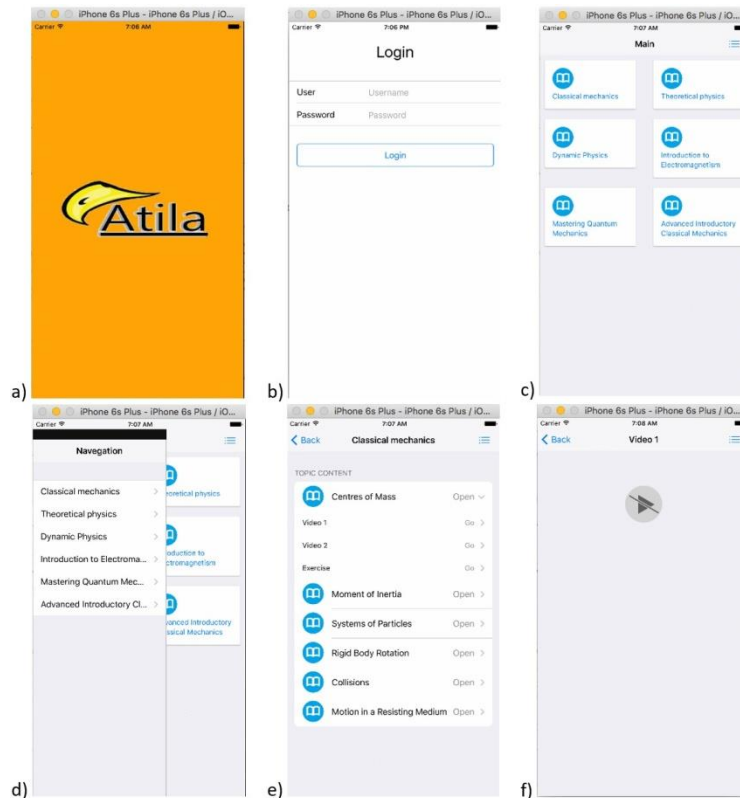 iPhone 6s Plus - iPhone 6s Plus / iO...
Carrier 7:08 AM
Atila
a)
iPhone 6s Plus - iPhone 6s Plus / iO...
Carrier 7:06 PM
Login
User Username
Password Password
Login
b)
iPhone 6s Plus - iPhone 6s Plus / iO...
Carrier 7:07 AM
Main
Classical mechanics
Theoretical physics
Dynamic Physics
Introduction to
Electromagnetism
Mastering Quantum
Mechanics
Advanced Introductory
Classical Mechanics
c)
iPhone 6s Plus - iPhone 6s Plus / iO...
Carrier 7:07 AM
Navegation
Classical mechanics
Theoretical physics
Dynamic Physics
Introduction to Electroma...
Mastering Quantum Mec...
Advanced Introductory Cl...
oretical physics
oduction to
ctromagnetism
vanced Introductory
ssical Mechanics
d)
iPhone 6s Plus - iPhone 6s Plus / iO...
Carrier 7:07 AM
Back Classical mechanics
TOPIC CONTENT
Centres of Mass Open
Video 1 Go
Video 2 Go
Exercise Go
Moment of Inertia Open
Systems of Particles Open
Rigid Body Rotation Open
Collisions Open
Motion in a Resisting Medium Open
e)
iPhone 6s Plus - iPhone 6s Plus / iO...
Carrier 7:08 AM
Back Video 1
f)